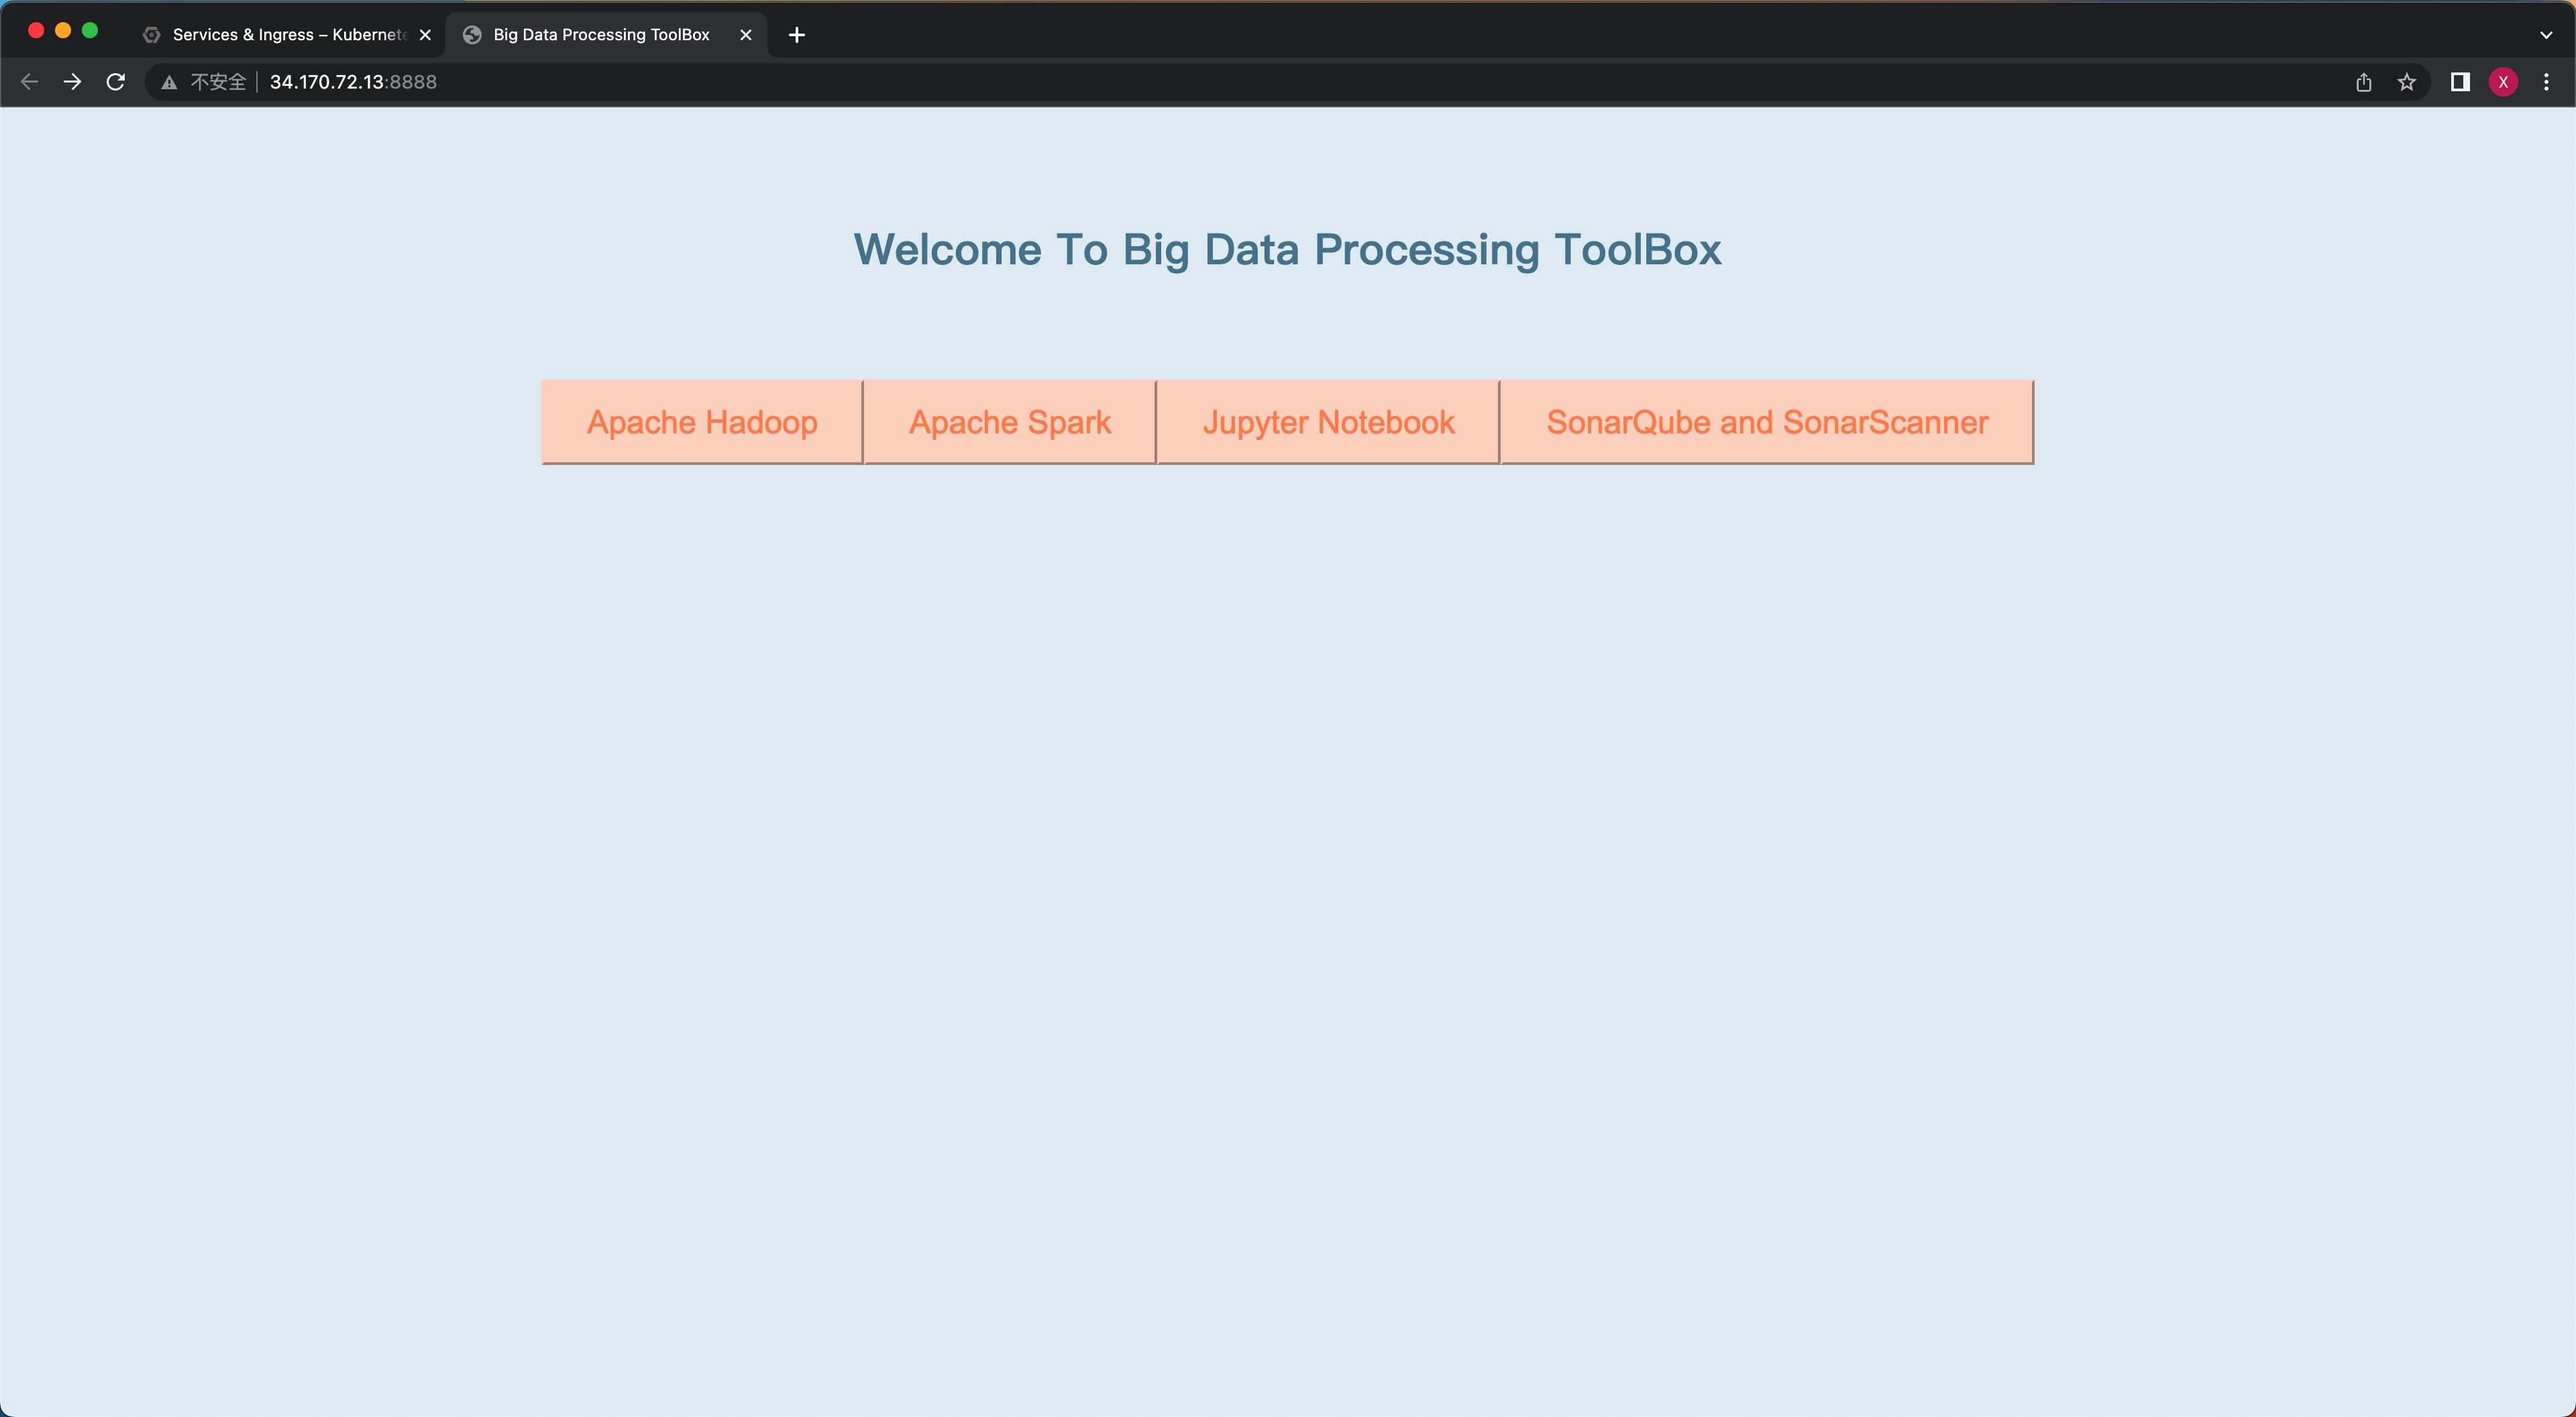 Services & Ingress – Kubernete
Big Data Processing ToolBox
不安全 34.170.72.13:8888
X
Welcome To Big Data Processing ToolBox
Apache Hadoop
Apache Spark
Jupyter Notebook
SonarQube and SonarScanner